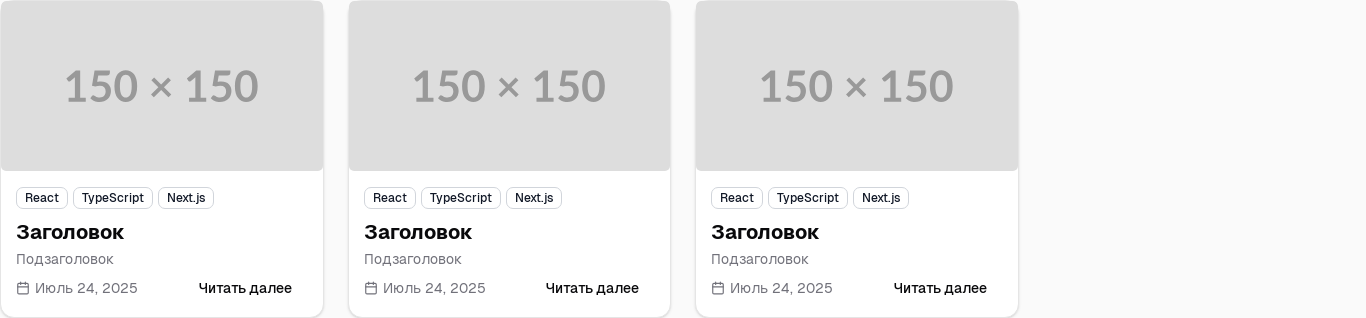 150 × 150
React TypeScript Next.js
Заголовок
Подзаголовок
Июль 24, 2025 Читать далее
150 × 150
React TypeScript Next.js
Заголовок
Подзаголовок
Июль 24, 2025 Читать далее
150 × 150
React TypeScript Next.js
Заголовок
Подзаголовок
Июль 24, 2025 Читать далее